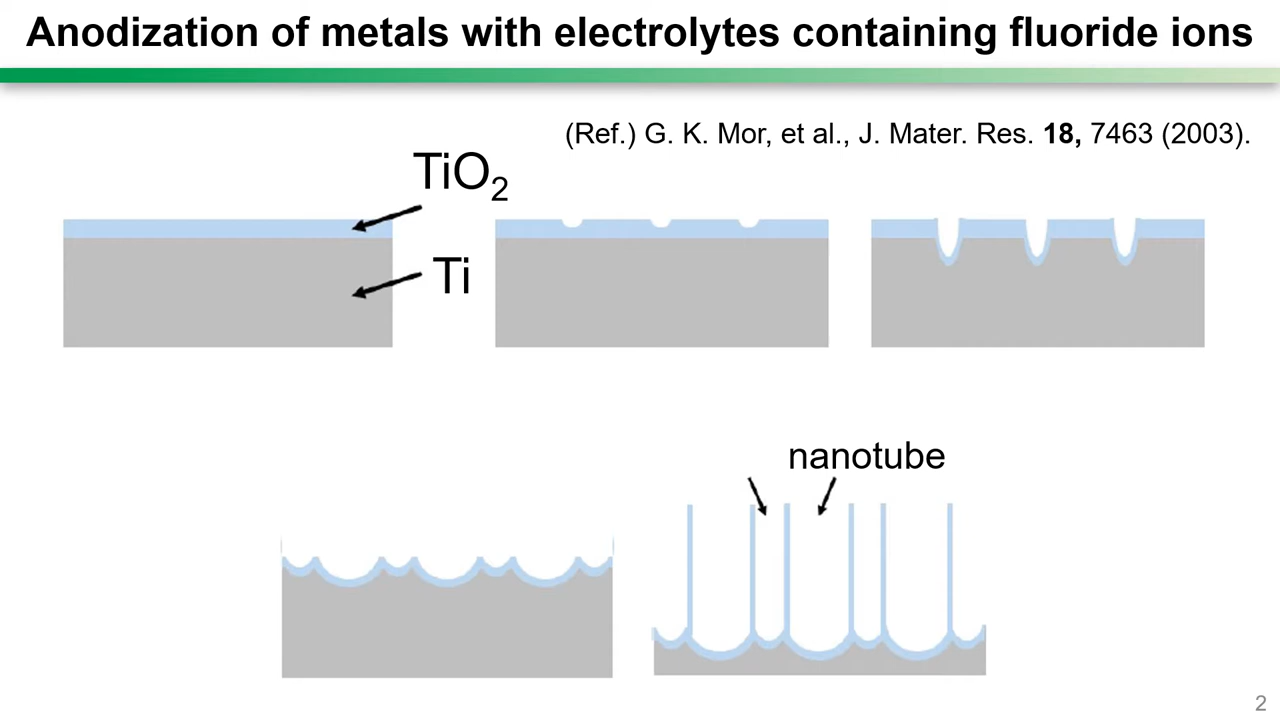 Anodization of metals with electrolytes containing fluoride ions
(Ref.) G. K. Mor, et al., J. Mater. Res. 18, 7463 (2003).
TiO₂
Ti
nanotube
2